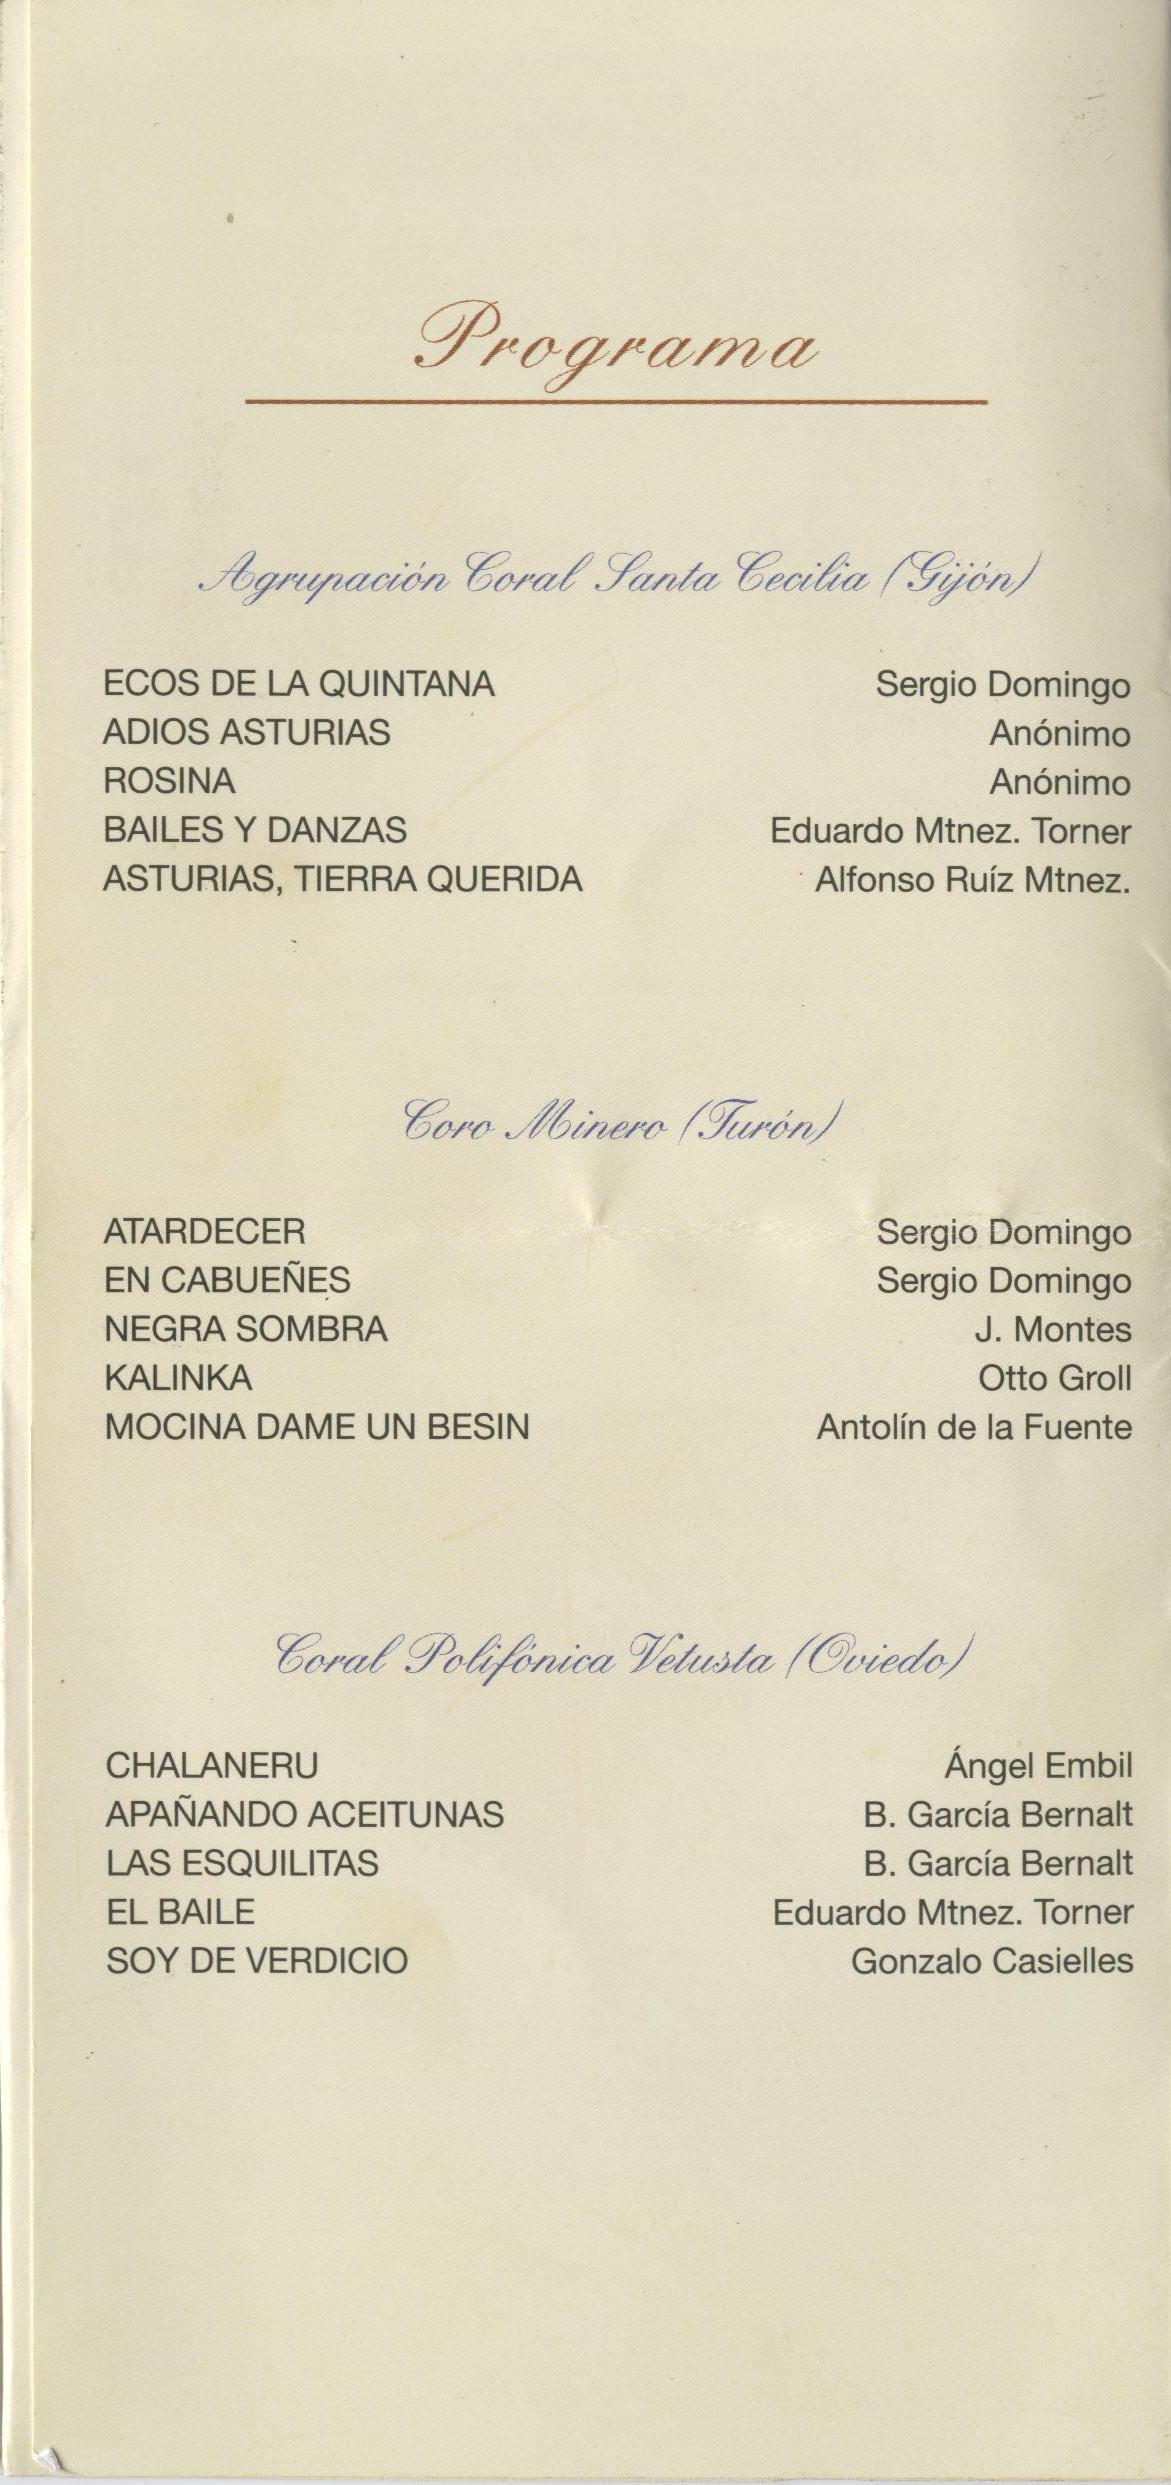 Programa
Agrupación Coral Santa Cecilia (Gijón)
ECOS DE LA QUINTANA Sergio Domingo
ADIOS ASTURIAS Anónimo
ROSINA Anónimo
BAILES Y DANZAS Eduardo Mtnez. Torner
ASTURIAS, TIERRA QUERIDA Alfonso Ruíz Mtnez.
Coro Minero (Turón)
ATARDECER Sergio Domingo
EN CABUEÑES Sergio Domingo
NEGRA SOMBRA J. Montes
KALINKA Otto Groll
MOCINA DAME UN BESIN Antolín de la Fuente
Coral Polifónica Vetusta (Oviedo)
CHALANERU Ángel Embil
APAÑANDO ACEITUNAS B. García Bernalt
LAS ESQUILITAS B. García Bernalt
EL BAILE Eduardo Mtnez. Torner
SOY DE VERDICIO Gonzalo Casielles